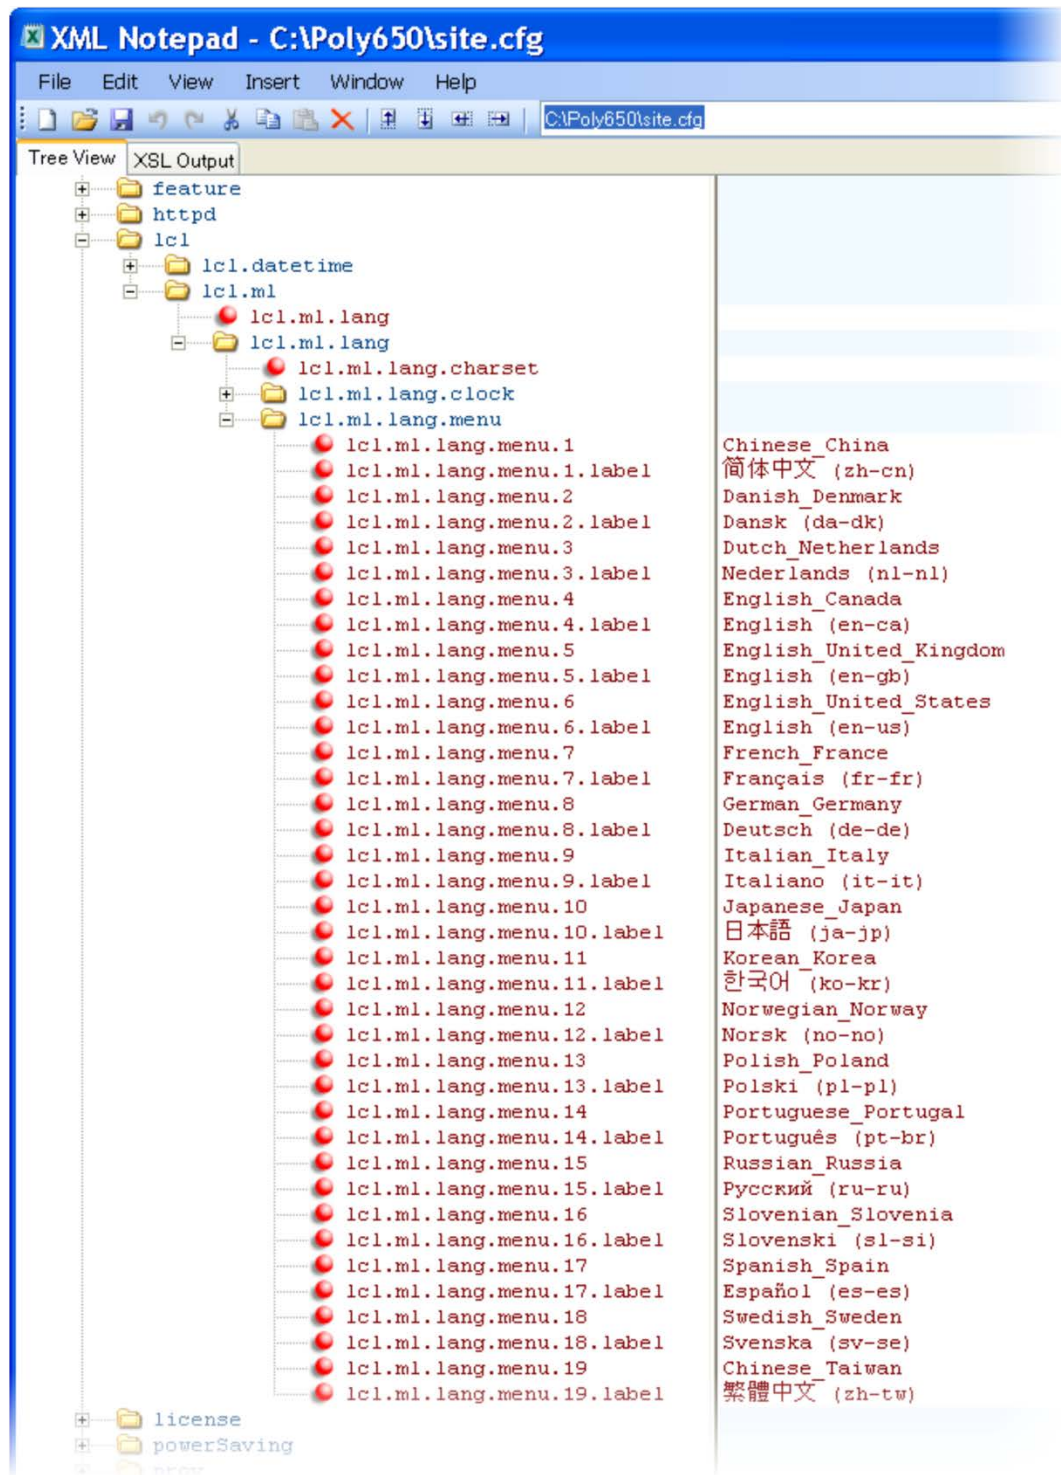 XML Notepad - C:\Poly650\site.cfg
File Edit View Insert Window Help
C:\Poly650\site.cfg
Tree View XSL Output
feature
httpd
lcl
lcl.datetime
lcl.ml
lcl.ml.lang
lcl.ml.lang
lcl.ml.lang.charset
lcl.ml.lang.clock
lcl.ml.lang.menu
lcl.ml.lang.menu.1 Chinese_China
lcl.ml.lang.menu.1.label 简体中文 (zh-cn)
lcl.ml.lang.menu.2 Danish_Denmark
lcl.ml.lang.menu.2.label Dansk (da-dk)
lcl.ml.lang.menu.3 Dutch_Netherlands
lcl.ml.lang.menu.3.label Nederlands (nl-nl)
lcl.ml.lang.menu.4 English_Canada
lcl.ml.lang.menu.4.label English (en-ca)
lcl.ml.lang.menu.5 English_United_Kingdom
lcl.ml.lang.menu.5.label English (en-gb)
lcl.ml.lang.menu.6 English_United_States
lcl.ml.lang.menu.6.label English (en-us)
lcl.ml.lang.menu.7 French_France
lcl.ml.lang.menu.7.label Français (fr-fr)
lcl.ml.lang.menu.8 German_Germany
lcl.ml.lang.menu.8.label Deutsch (de-de)
lcl.ml.lang.menu.9 Italian_Italy
lcl.ml.lang.menu.9.label Italiano (it-it)
lcl.ml.lang.menu.10 Japanese_Japan
lcl.ml.lang.menu.10.label 日本語 (ja-jp)
lcl.ml.lang.menu.11 Korean_Korea
lcl.ml.lang.menu.11.label 한국어 (ko-kr)
lcl.ml.lang.menu.12 Norwegian_Norway
lcl.ml.lang.menu.12.label Norsk (no-no)
lcl.ml.lang.menu.13 Polish_Poland
lcl.ml.lang.menu.13.label Polski (pl-pl)
lcl.ml.lang.menu.14 Portuguese_Portugal
lcl.ml.lang.menu.14.label Português (pt-br)
lcl.ml.lang.menu.15 Russian_Russia
lcl.ml.lang.menu.15.label Русский (ru-ru)
lcl.ml.lang.menu.16 Slovenian_Slovenia
lcl.ml.lang.menu.16.label Slovenski (sl-si)
lcl.ml.lang.menu.17 Spanish_Spain
lcl.ml.lang.menu.17.label Español (es-es)
lcl.ml.lang.menu.18 Swedish_Sweden
lcl.ml.lang.menu.18.label Svenska (sv-se)
lcl.ml.lang.menu.19 Chinese_Taiwan
lcl.ml.lang.menu.19.label 繁體中文 (zh-tw)
license
powerSaving